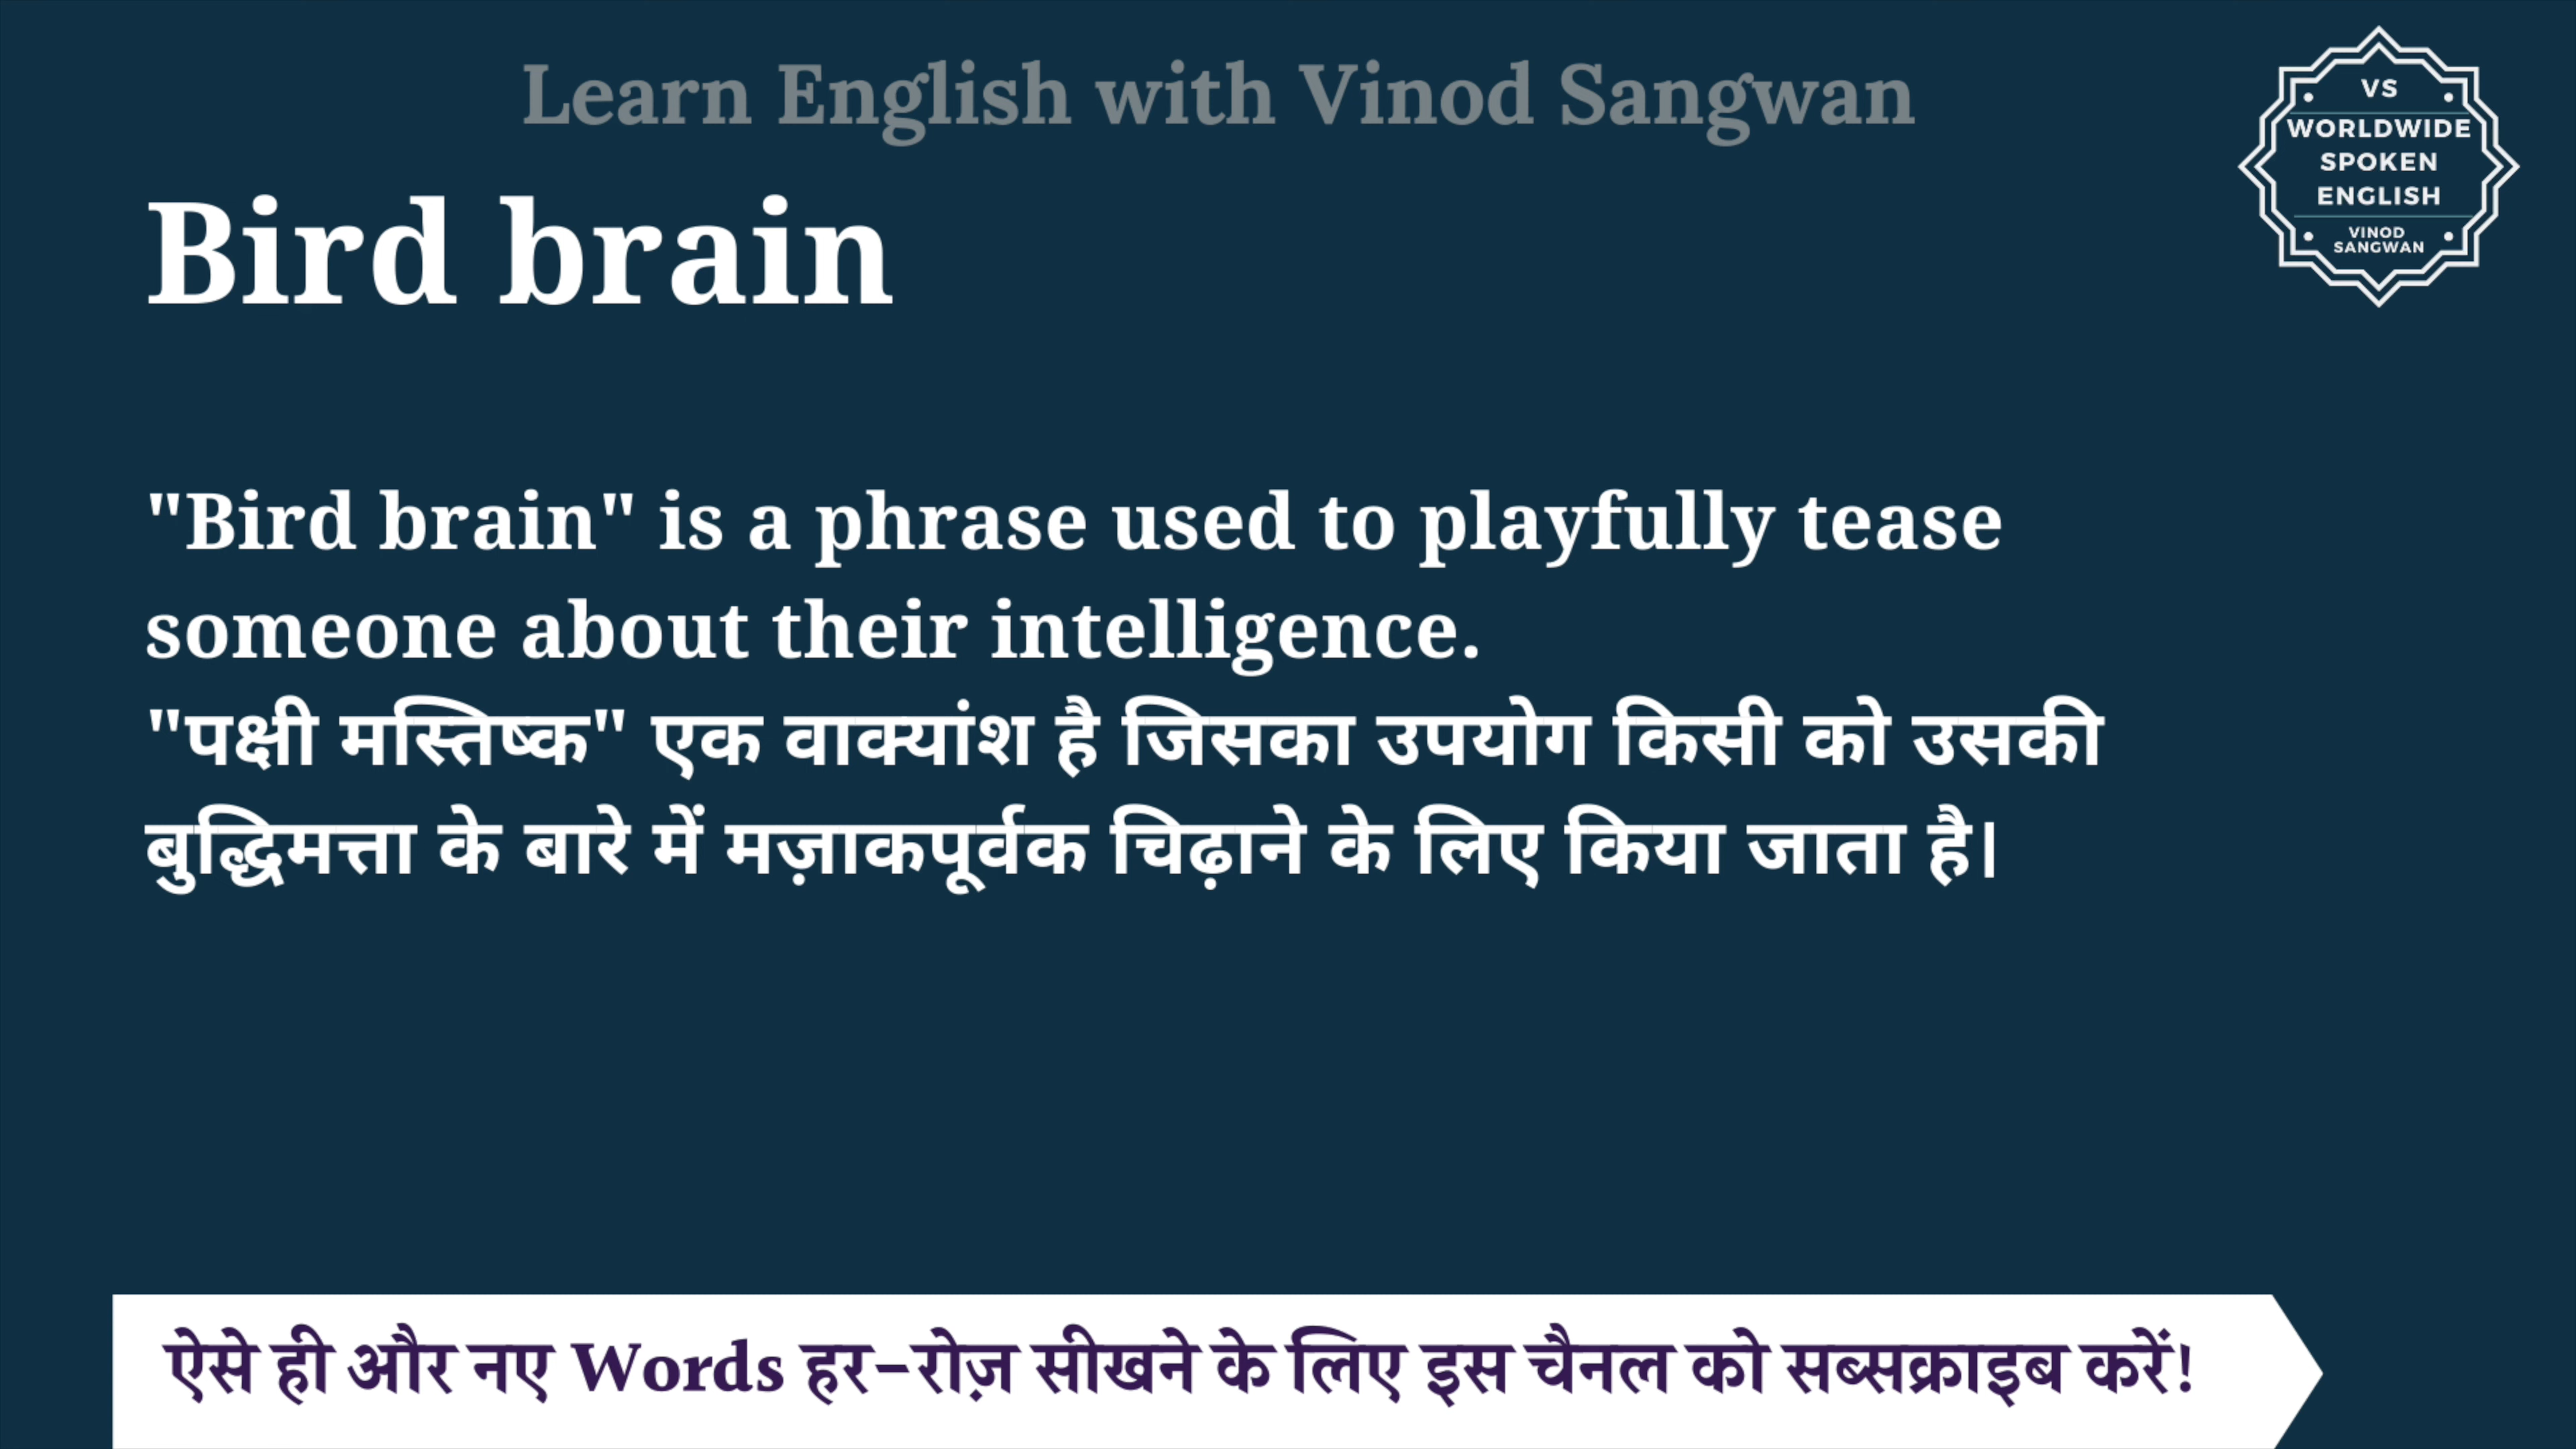 Learn English with Vinod Sangwan
VS
WORLDWIDE
SPOKEN
ENGLISH
VINOD
SANGWAN
Bird brain
"Bird brain" is a phrase used to playfully tease
someone about their intelligence.
"पक्षी मस्तिष्क" एक वाक्यांश है जिसका उपयोग किसी को उसकी
बुद्धिमत्ता के बारे में मज़ाकपूर्वक चिढ़ाने के लिए किया जाता है।
ऐसे ही और नए Words हर-रोज़ सीखने के लिए इस चैनल को सब्सक्राइब करें!